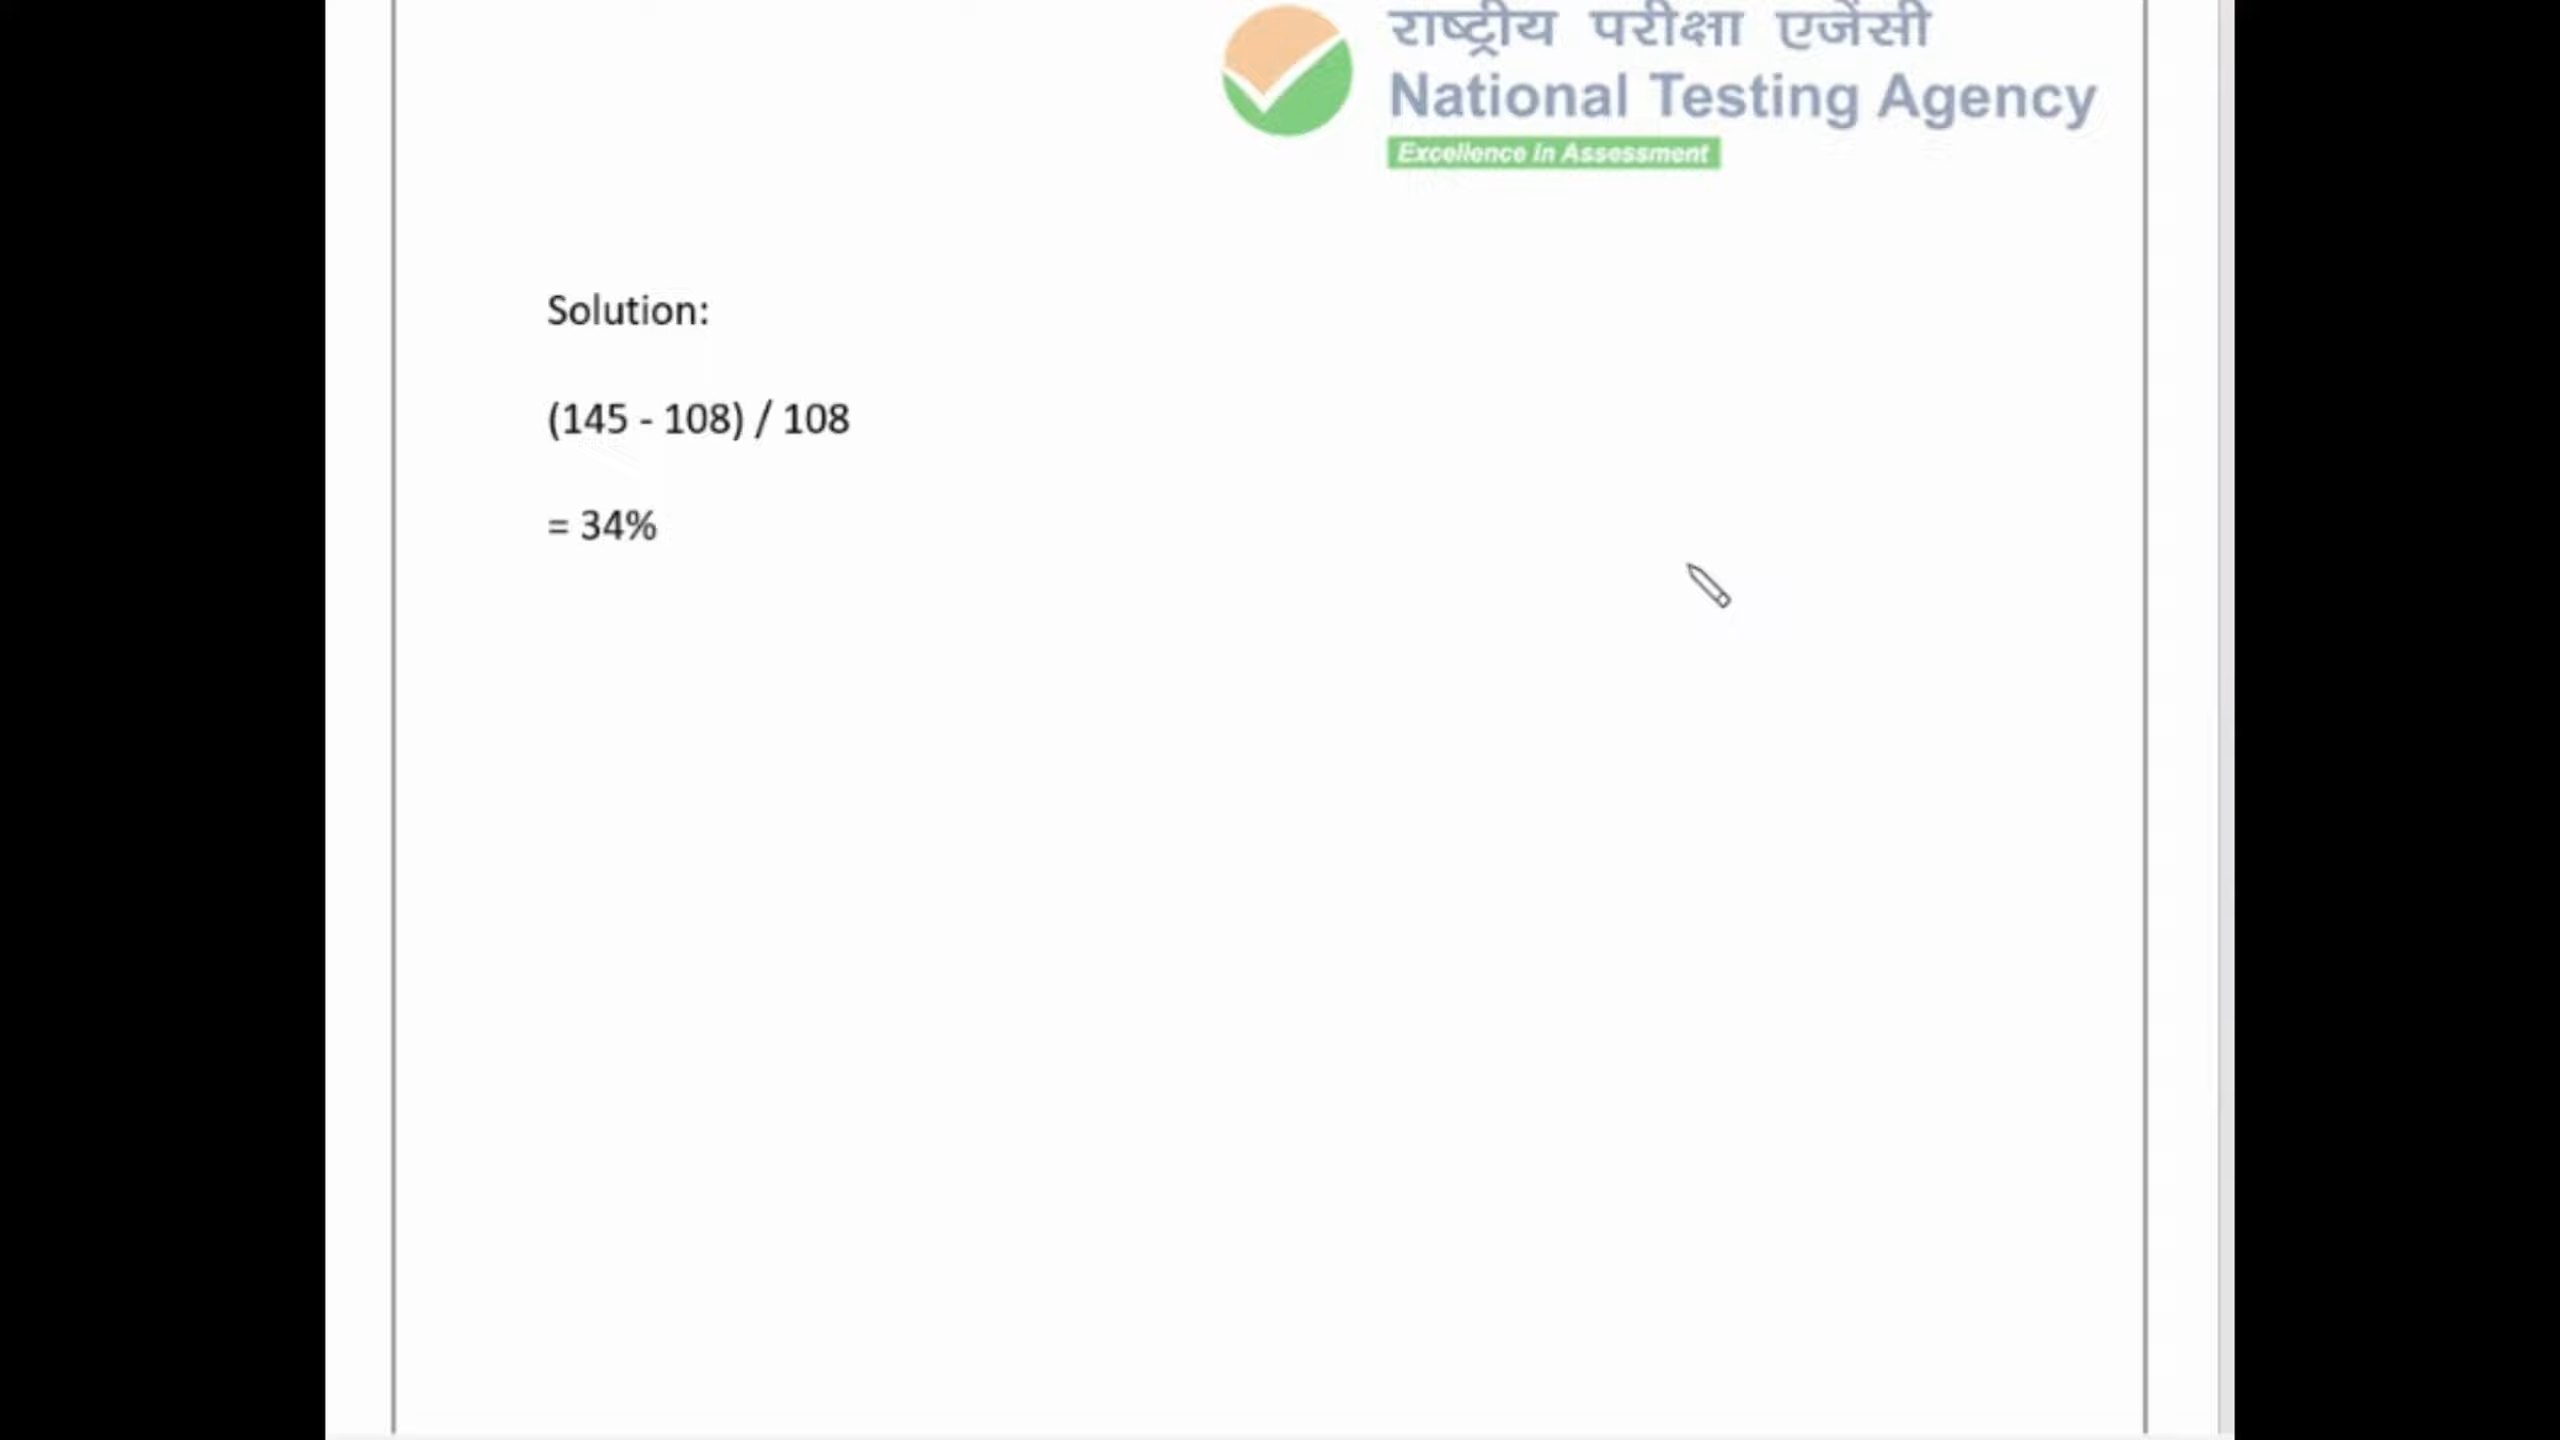 राष्ट्रीय परीक्षा एजेंसी
National Testing Agency
Excellence in Assessment
Solution:
(145 - 108) / 108
= 34%